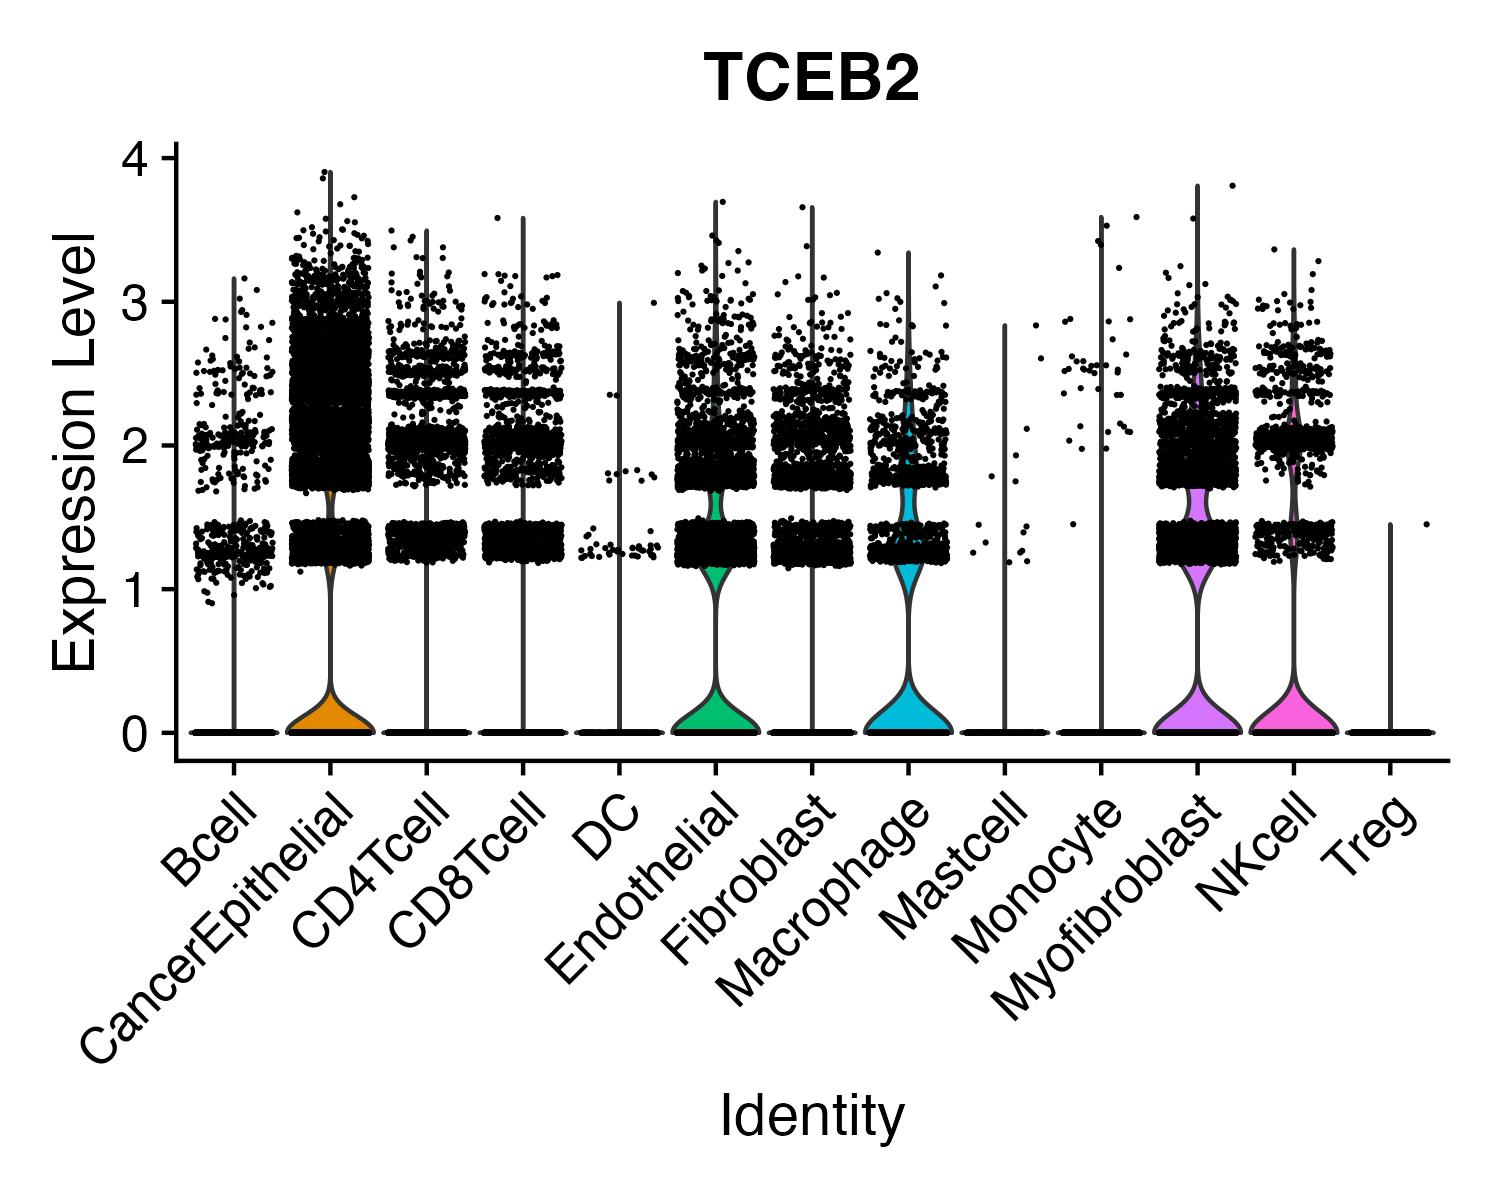 TCEB2
Expression Level
4
3
2
1
0
Bcell
CancerEpithelial
CD4Tcell
CD8Tcell
DC
Endothelial
Fibroblast
Macrophage
Mastcell
Monocyte
Myofibroblast
NKcell
Treg
Identity